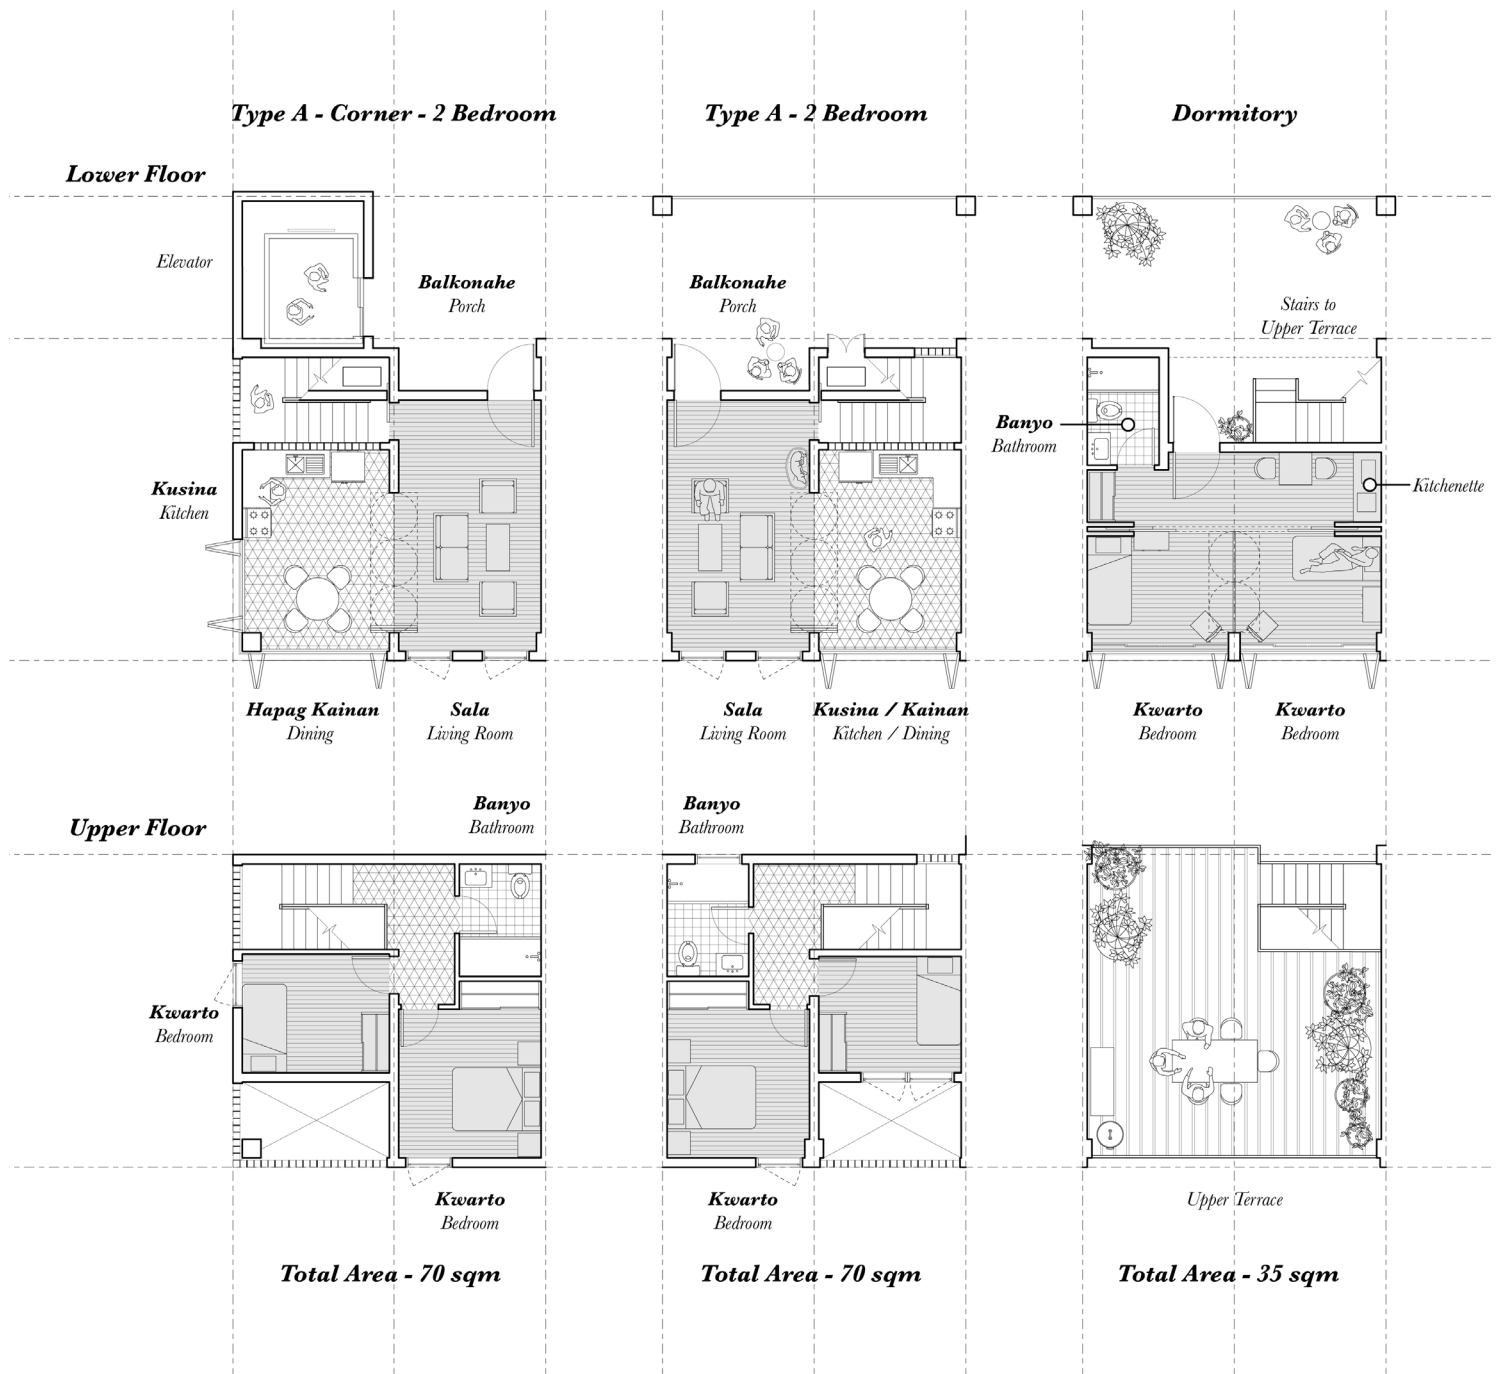 Type A - Corner - 2 Bedroom
Type A - 2 Bedroom
Dormitory
Lower Floor
Elevator
Balkonahe
Porch
Balkonahe
Porch
Stairs to
Upper Terrace
Banyo
Bathroom
Kusina
Kitchen
Kitchenette
Hapag Kainan
Dining
Sala
Living Room
Sala
Living Room
Kusina / Kainan
Kitchen / Dining
Kwarto
Bedroom
Kwarto
Bedroom
Upper Floor
Banyo
Bathroom
Banyo
Bathroom
Kwarto
Bedroom
Kwarto
Bedroom
Kwarto
Bedroom
Upper Terrace
Total Area - 70 sqm
Total Area - 70 sqm
Total Area - 35 sqm